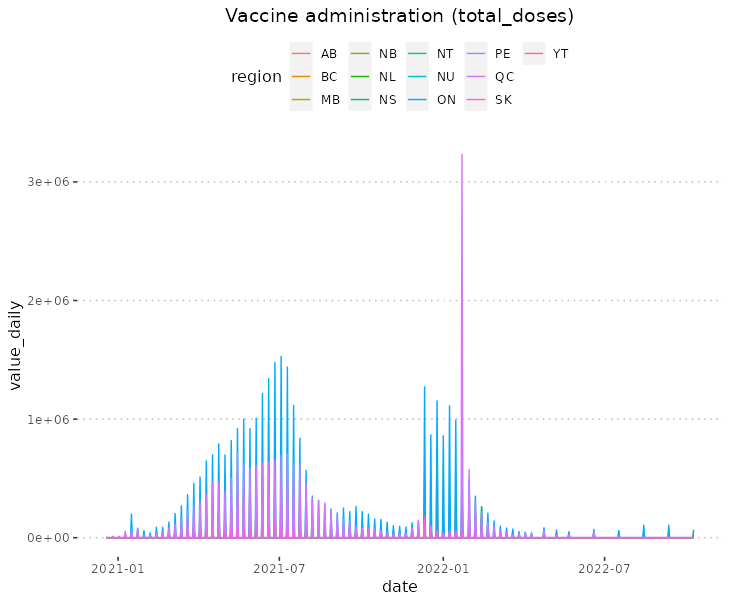 Vaccine administration (total_doses)
region
AB NB NT PE YT
BC NL NU QC
MB NS ON SK
3e+06
2e+06
1e+06
0e+00
value_daily
2021-01 2021-07 2022-01 2022-07
date